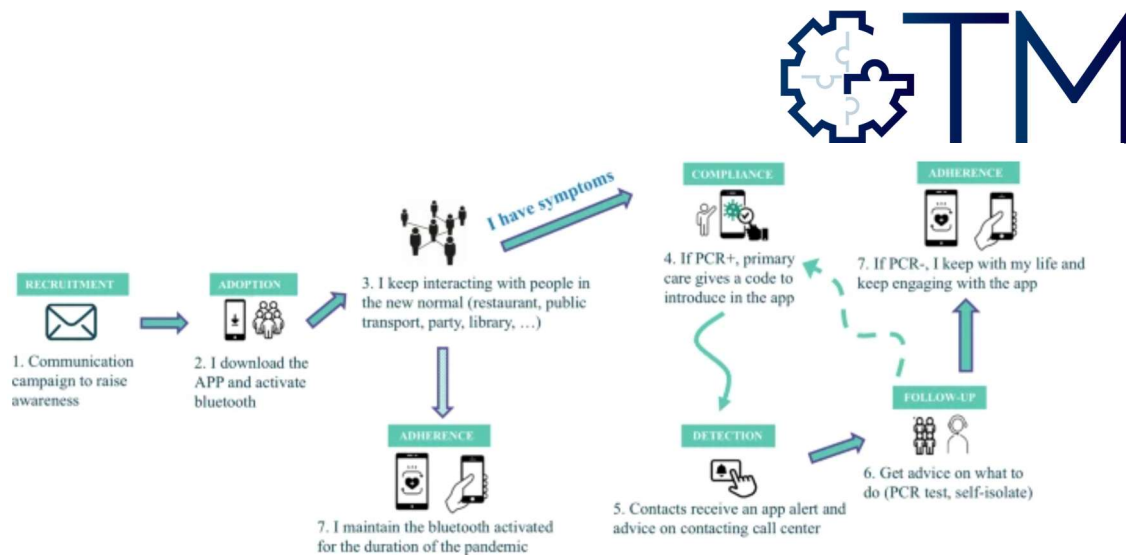 TM
RECRUITMENT
1. Communication
campaign to raise
awareness
ADOPTION
2. I download the
APP and activate
bluetooth
3. I keep interacting with people in
the new normal (restaurant, public
transport, party, library, …)
I have symptoms
ADHERENCE
7. I maintain the bluetooth activated
for the duration of the pandemic
COMPLIANCE
4. If PCR+, primary
care gives a code to
introduce in the app
DETECTION
5. Contacts receive an app alert and
advice on contacting call center
FOLLOW-UP
6. Get advice on what to
do (PCR test, self-isolate)
ADHERENCE
7. If PCR-, I keep with my life and
keep engaging with the app